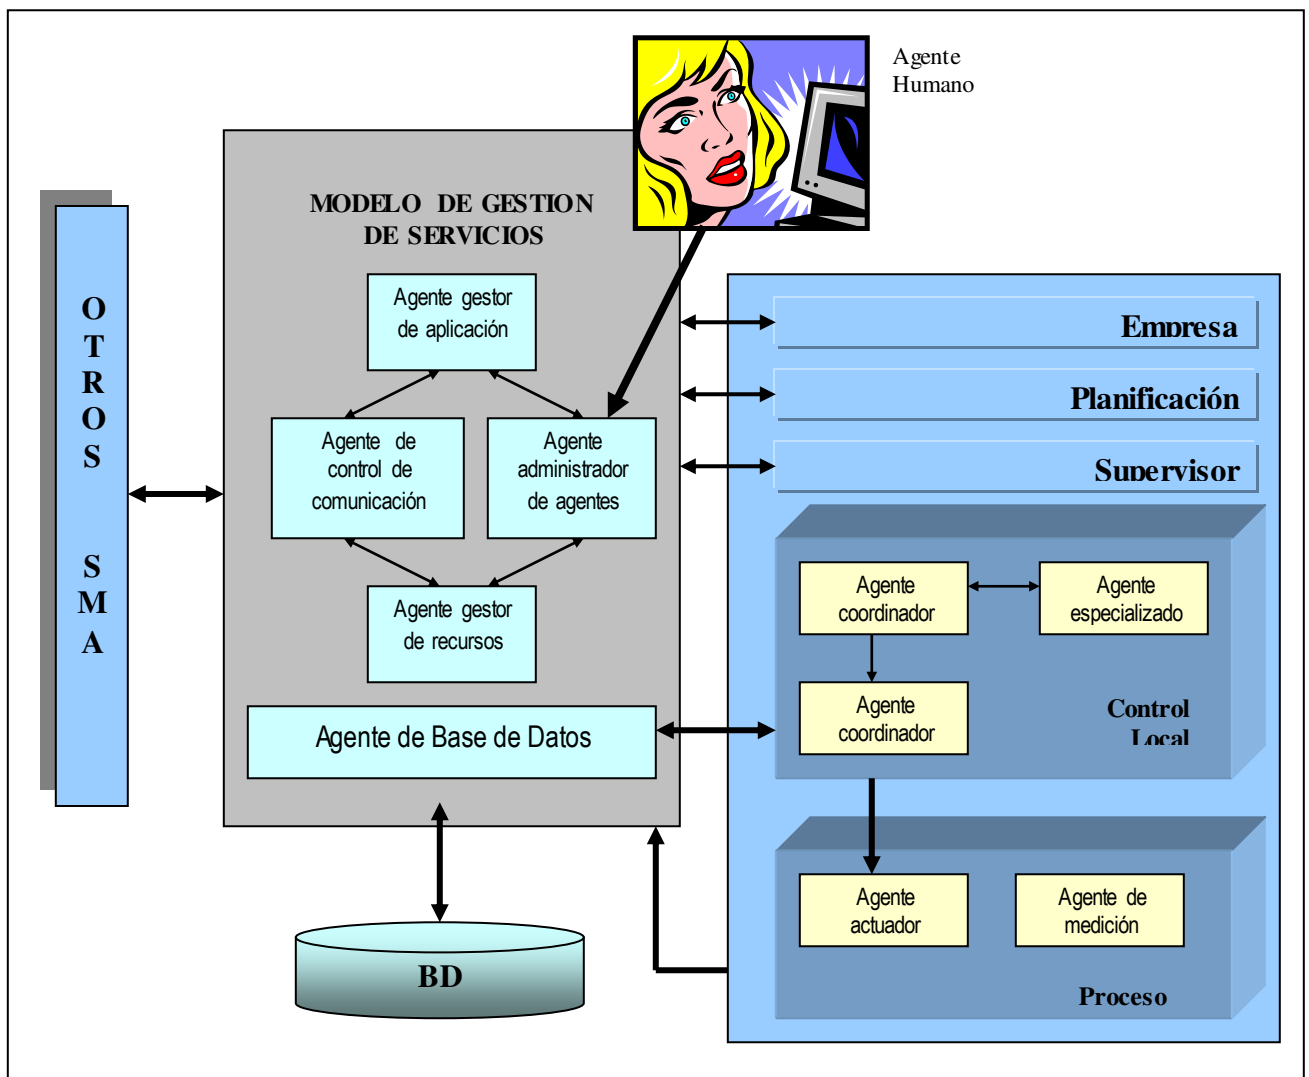 Agente
Humano
MODELO DE GESTION
DE SERVICIOS
Agente gestor
de aplicación
Agente de
control de
comunicación
Agente
administrador
de agentes
Agente gestor
de recursos
Agente de Base de Datos
BD
OTROS
SMA
Empresa
Planificación
Supervisor
Agente
coordinador
Agente
especializado
Agente
coordinador
Control
Local
Agente
actuador
Agente de
medición
Proceso